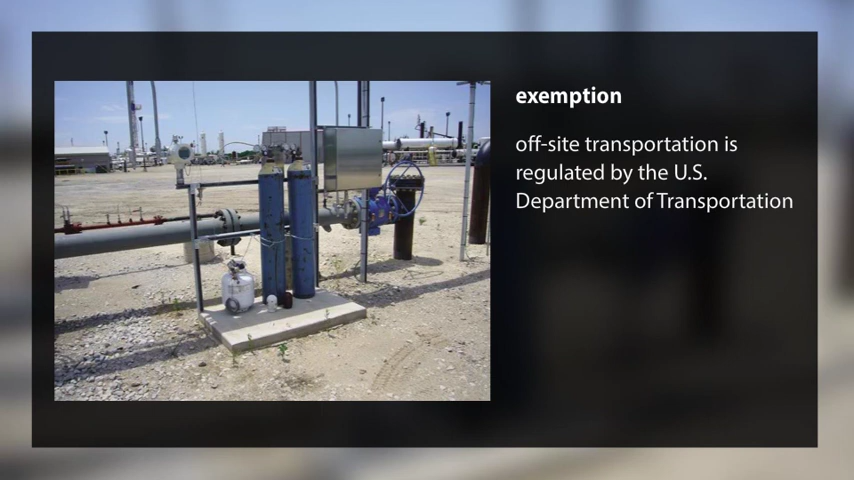 exemption
off-site transportation is
regulated by the U.S.
Department of Transportation